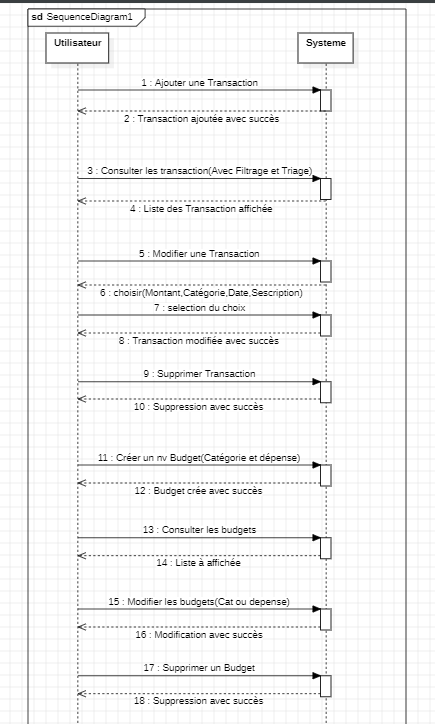 sd SequenceDiagram1
Utilisateur
Systeme
1 : Ajouter une Transaction
2 : Transaction ajoutée avec succès
3 : Consulter les transaction(Avec Filtrage et Triage)
4 : Liste des Transaction affichée
5 : Modifier une Transaction
6 : choisir(Montant,Catégorie,Date,Sescription)
7 : selection du choix
8 : Transaction modifiée avec succès
9 : Supprimer Transaction
10 : Suppression avec succès
11 : Créer un nv Budget(Catégorie et dépense)
12 : Budget crée avec succès
13 : Consulter les budgets
14 : Liste à affichée
15 : Modifier les budgets(Cat ou depense)
16 : Modification avec succès
17 : Supprimer un Budget
18 : Suppression avec succès